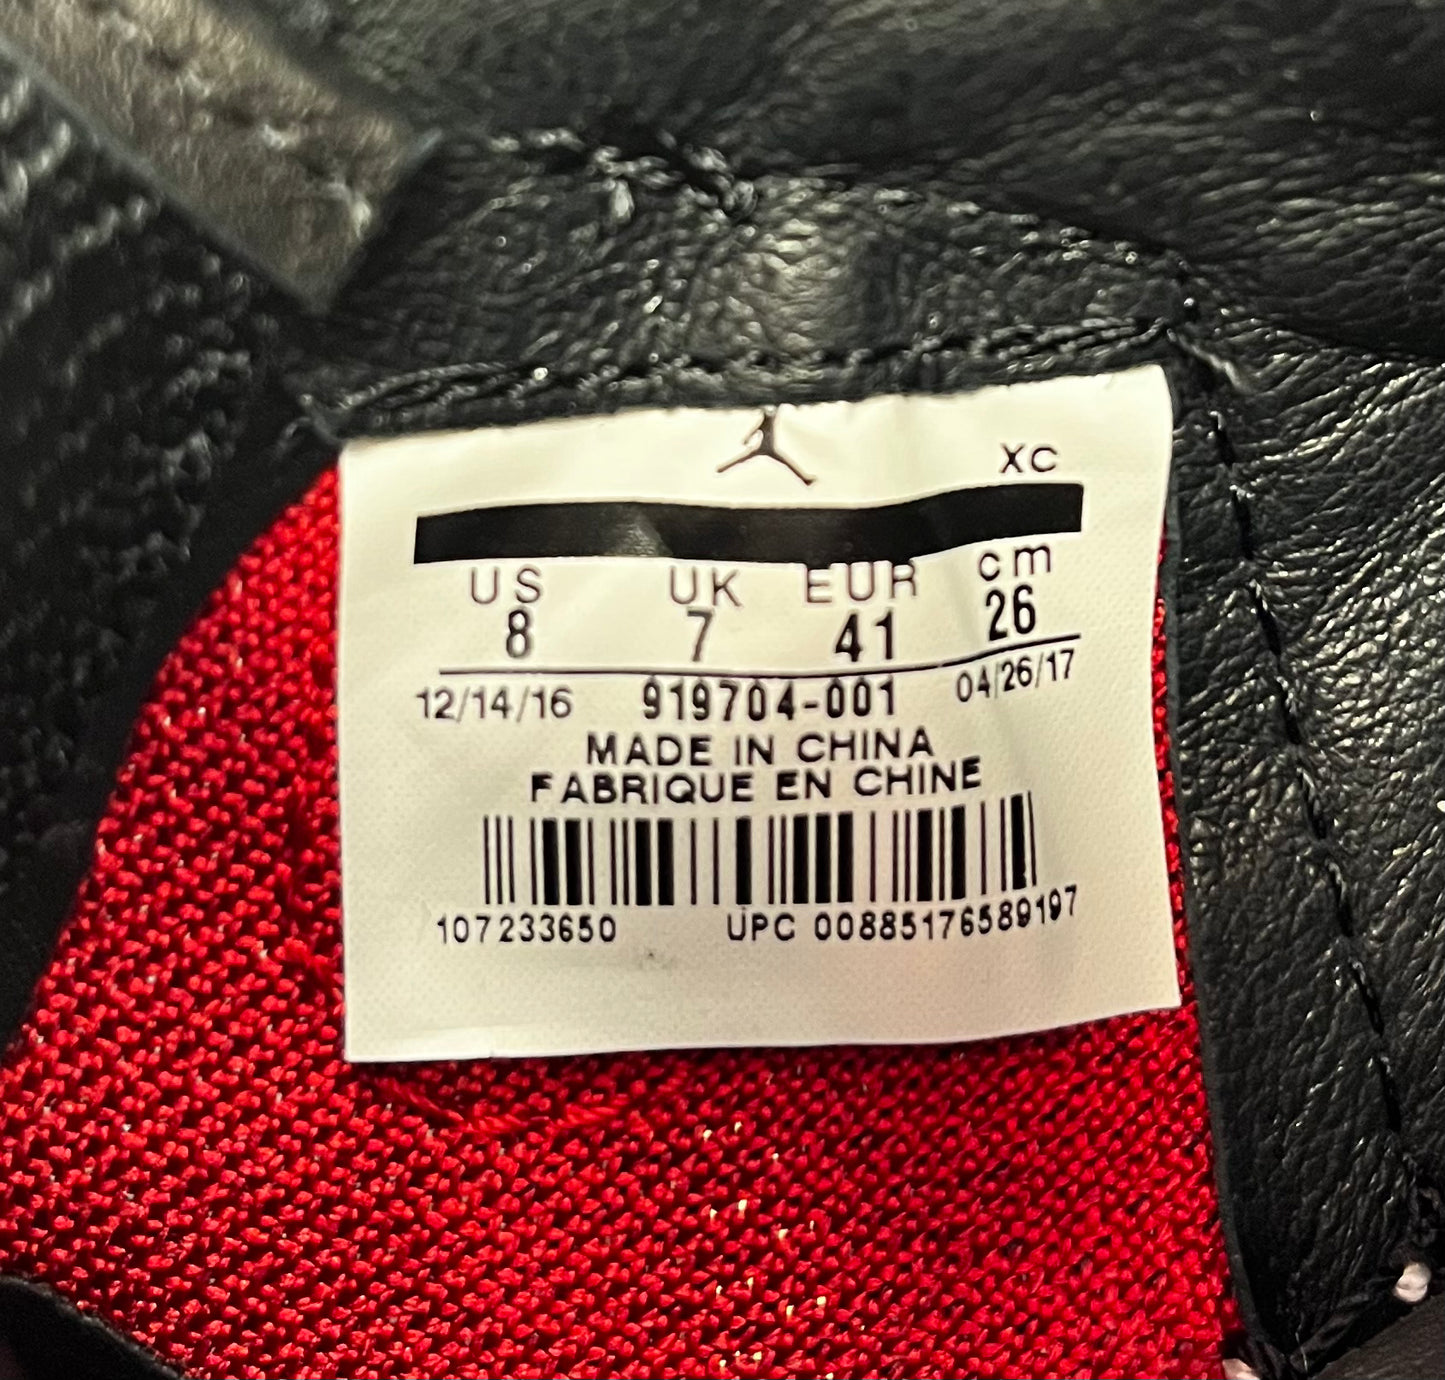 XC
US UK EUR cm
8 7 41 26
12/14/16 919704-001 04/26/17
MADE IN CHINA
FABRIQUE EN CHINE
107233650 UPC 00885176589197